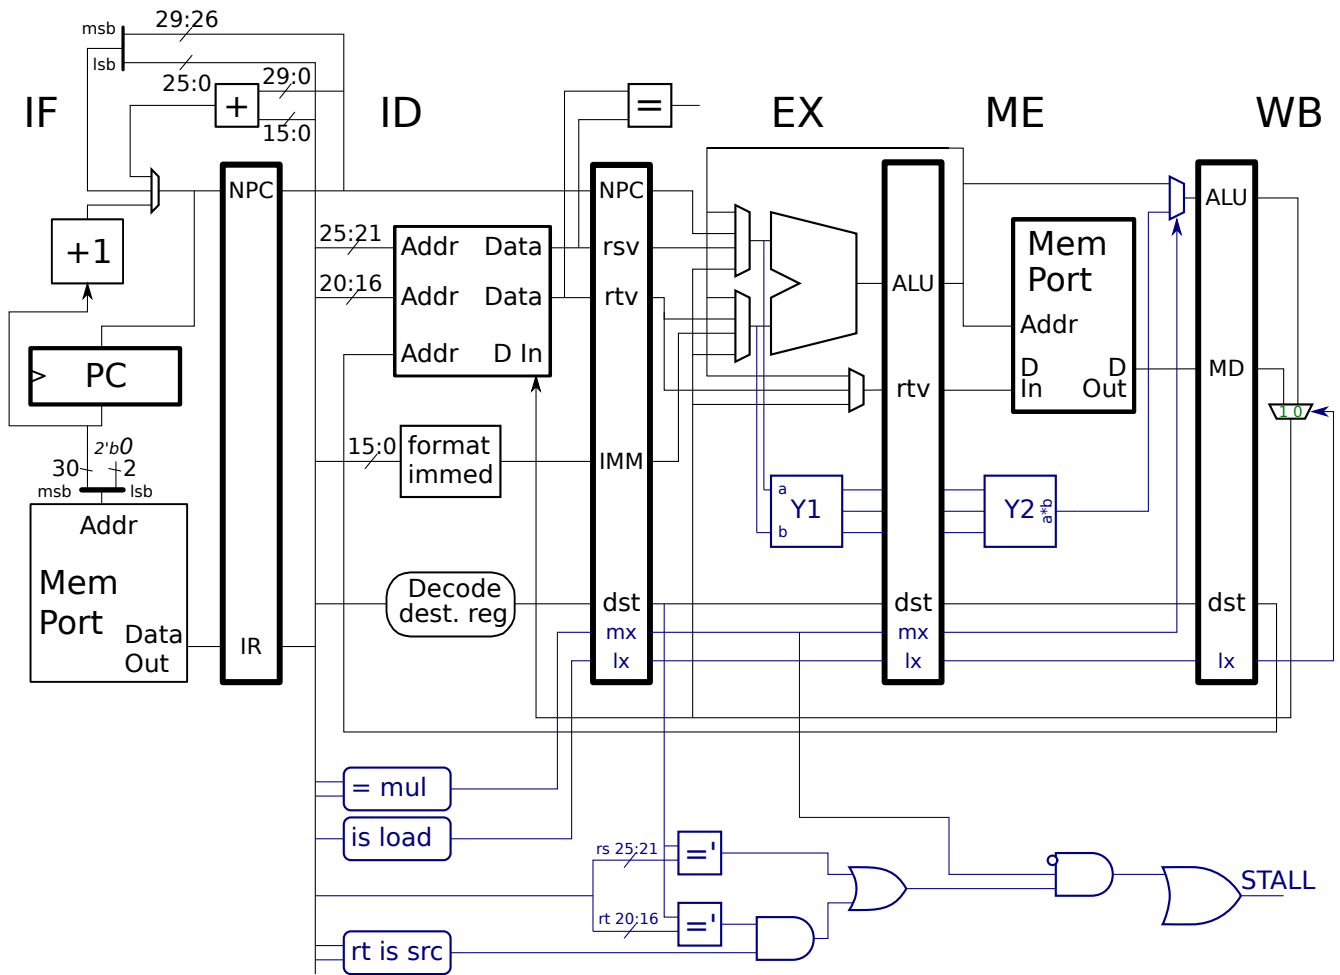 29:26
msb
lsb
25:0
29:0
15:0
+
=
IF
ID
EX
ME
WB
NPC
NPC
ALU
+1
25:21
Addr
Data
rsv
20:16
Addr
Data
rtv
Addr
D In
ALU
Mem
Port
Addr
D
In
D
Out
MD
PC
rtv
1 0
2'b0
30
2
msb
lsb
15:0
format
immed
IMM
Addr
Mem
Port
Data
Out
IR
a
Y1
b
Y2
a*b
Decode
dest. reg
dst
dst
dst
mx
mx
lx
lx
lx
= mul
is load
rs 25:21
='
rt 20:16
='
rt is src
STALL